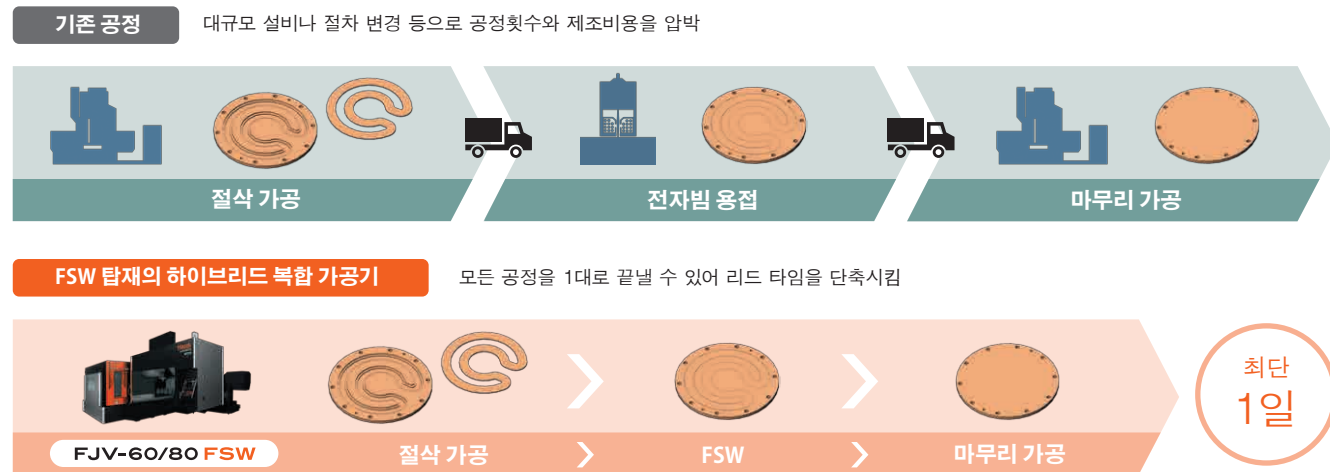 기존 공정
대규모 설비나 절차 변경 등으로 공정횟수와 제조비용을 압박
절삭 가공
전자빔 용접
마무리 가공
FSW 탑재의 하이브리드 복합 가공기
모든 공정을 1대로 끝낼 수 있어 리드 타임을 단축시킴
최단
1일
FJV-60/80 FSW
절삭 가공
FSW
마무리 가공